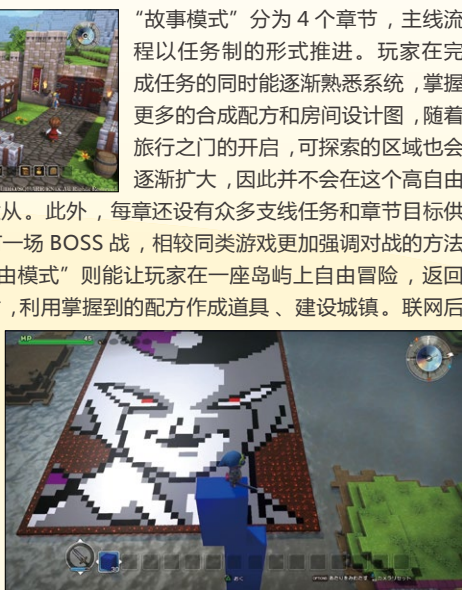 “故事模式”分为 4 个章节，主线流
程以任务制的形式推进。玩家在完
成任务的同时能逐渐熟悉系统，掌握
更多的合成配方和房间设计图，随着
旅行之门的开启，可探索的区域也会
逐渐扩大，因此并不会在这个高自由
从。此外，每章还设有众多支线任务和章节目标供
一场 BOSS 战，相较同类游戏更加强调对战的方法
由模式”则能让玩家在一座岛屿上自由冒险，返回
，利用掌握到的配方作成道具、建设城镇。联网后
HP 45
30